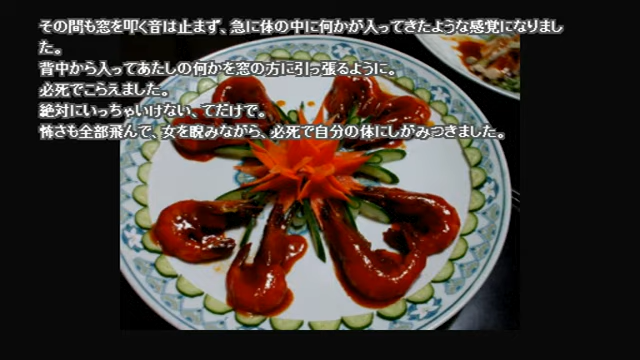 その間も窓を叩く音は止まず、急に体の中に何かが入ってきたような感覚になりまし
た。
背中から入ってあたしの何かを窓の方に引っ張るように。
必死でこらえました。
絶対にいっちゃいけない、てだけで。
怖さも全部飛んで、女を睨みながら、必死で自分の体にしがみつきました。